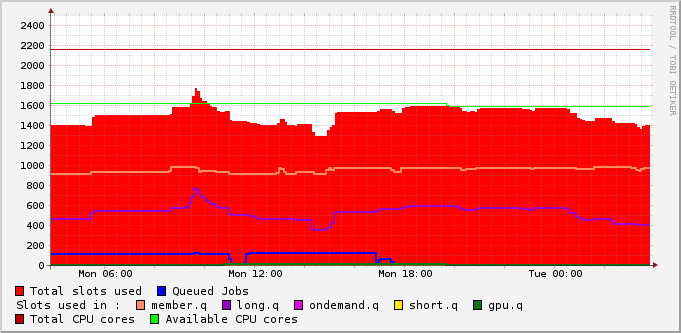 RRDTOOL / TOBI OETIKER
2400
2200
2000
1800
1600
1400
1200
1000
800
600
400
200
0
Mon 06:00 Mon 12:00 Mon 18:00 Tue 00:00
Total slots used Queued Jobs
Slots used in : member.q long.q ondemand.q short.q gpu.q
Total CPU cores Available CPU cores